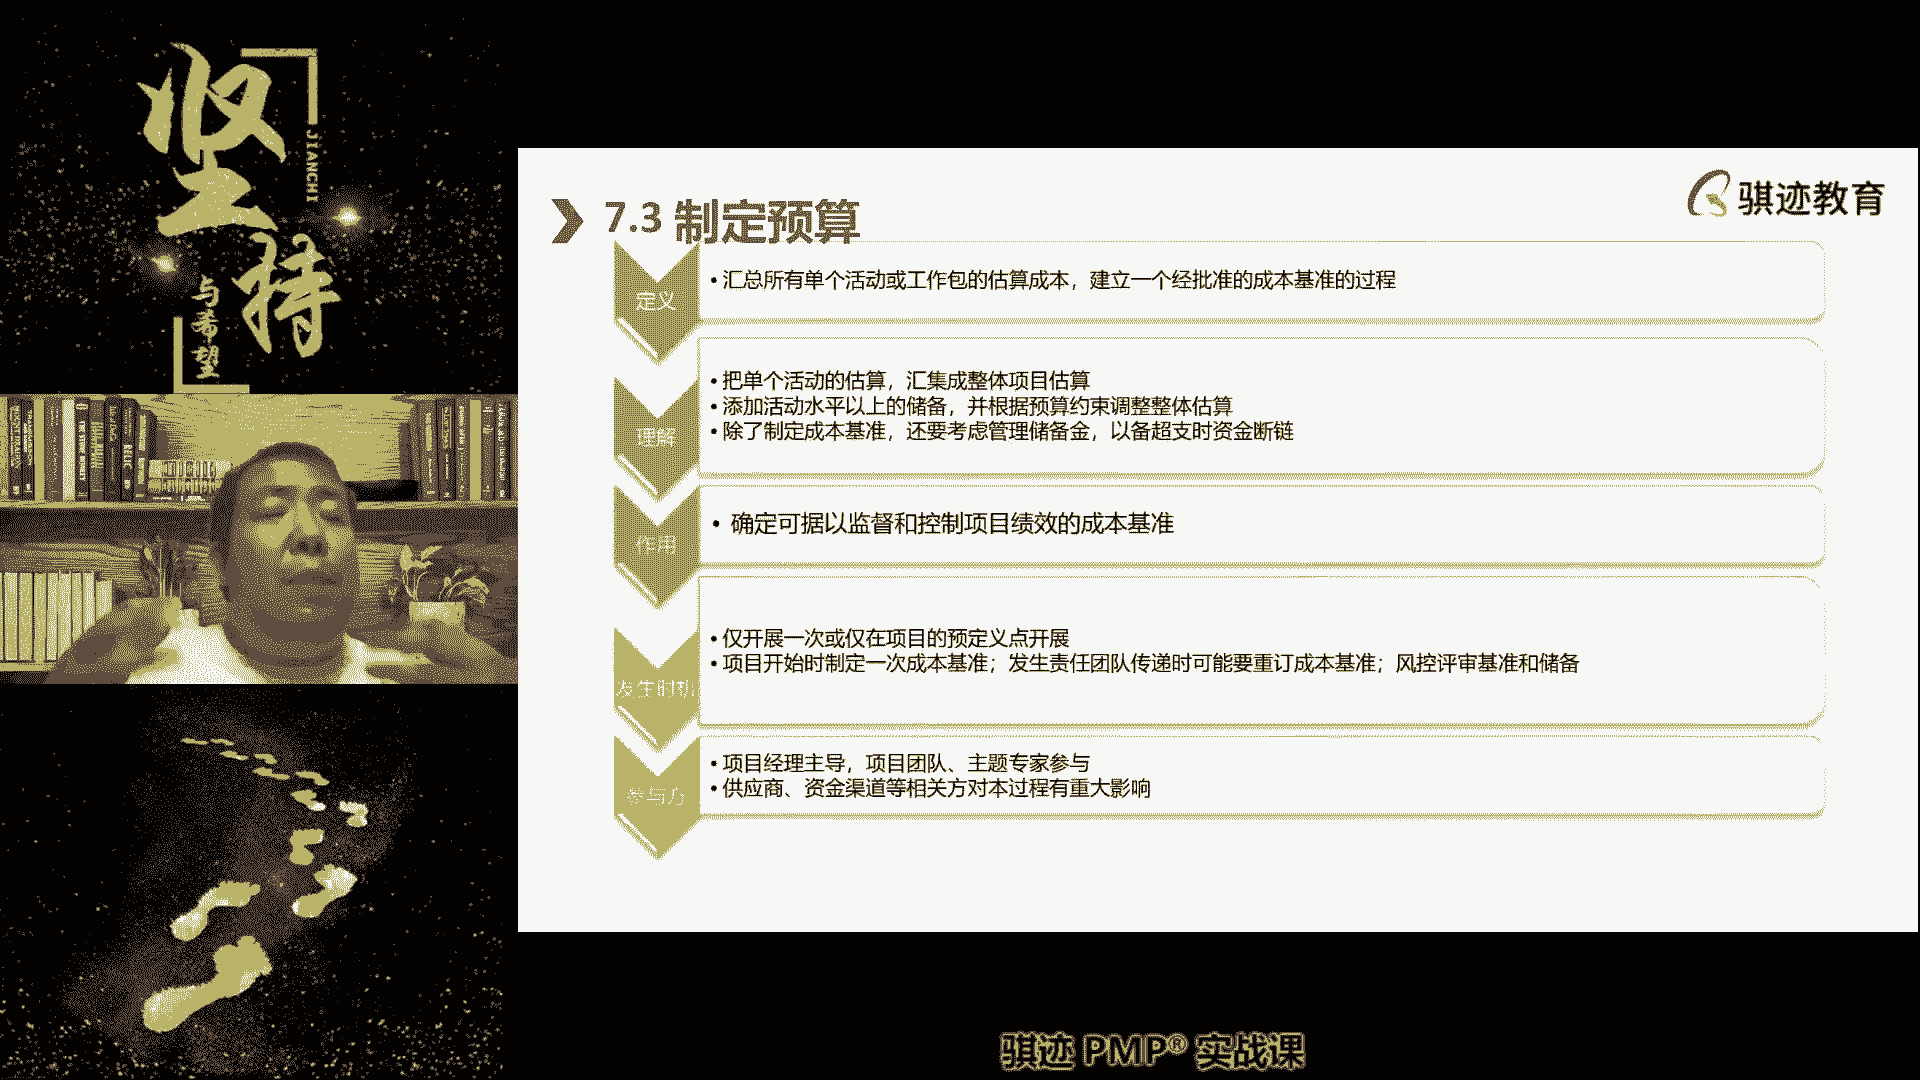 坚持
JIANCHI
与希望
骐迹教育
7.3 制定预算
定义
•汇总所有单个活动或工作包的估算成本，建立一个经批准的成本基准的过程
理解
•把单个活动的估算，汇集成整体项目估算
•添加活动水平以上的储备，并根据预算约束调整整体估算
•除了制定成本基准，还要考虑管理储备金，以备超支时资金断链
作用
• 确定可据以监督和控制项目绩效的成本基准
发生时机
•仅开展一次或仅在项目的预定义点开展
•项目开始时制定一次成本基准；发生责任团队传递时可能要重订成本基准；风控评审基准和储备
参与方
•项目经理主导，项目团队、主题专家参与
•供应商、资金渠道等相关方对本过程有重大影响
骐迹 PMP® 实战课